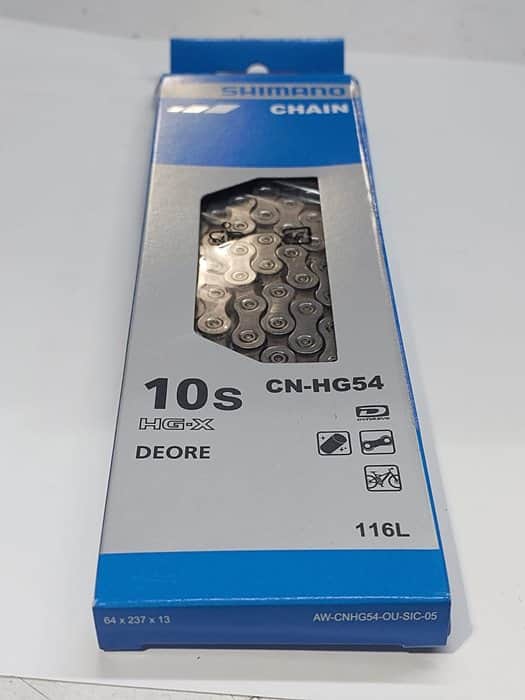 SHIMANO
CHAIN
10s
CN-HG54
HG-X
DEORE
116L
64 x 237 x 13
AW-CNHG54-OU-SIC-05